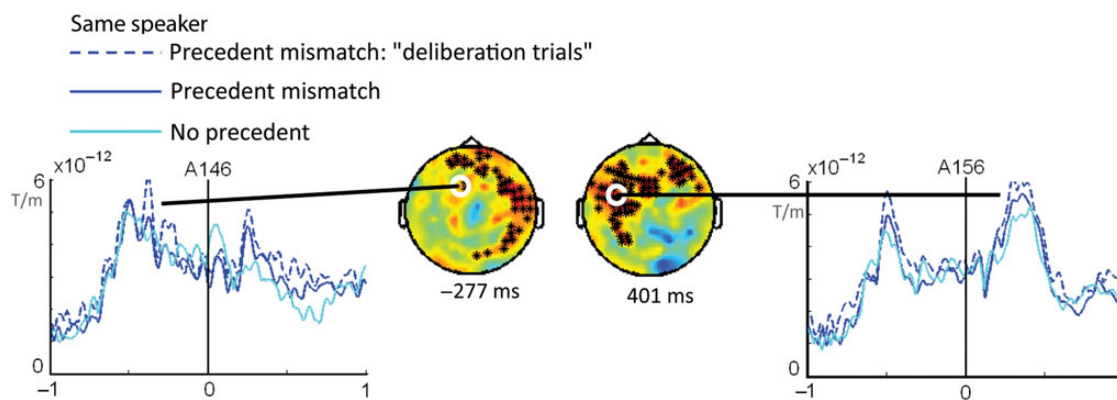 Same speaker
Precedent mismatch: "deliberation trials"
Precedent mismatch
No precedent
x10⁻¹² A146
6
T/m
0
−1 0 1
−277 ms
401 ms
x10⁻¹² A156
6
T/m
0
−1 0